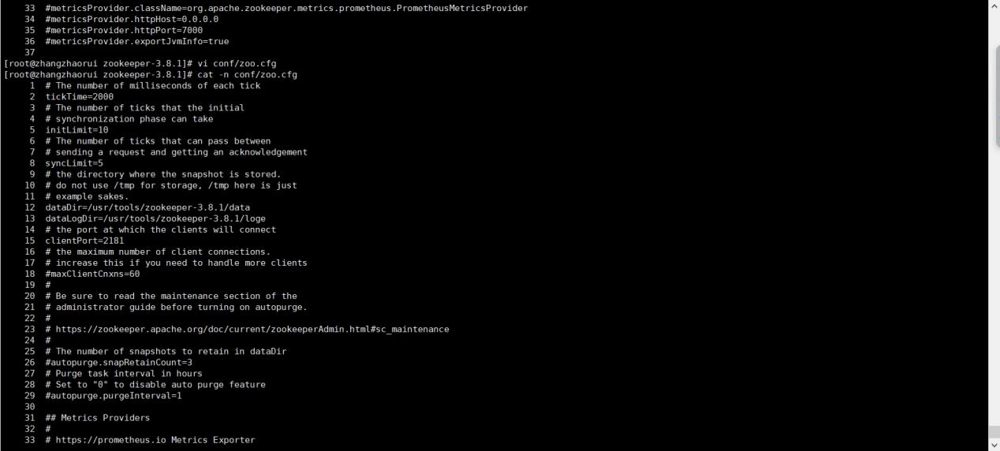 33 #metricsProvider.className=org.apache.zookeeper.metrics.prometheus.PrometheusMetricsProvider
34 #metricsProvider.httpHost=0.0.0.0
35 #metricsProvider.httpPort=7000
36 #metricsProvider.exportJvmInfo=true
37
[root@zhangzhaorui zookeeper-3.8.1]# vi conf/zoo.cfg
[root@zhangzhaorui zookeeper-3.8.1]# cat -n conf/zoo.cfg
1 # The number of milliseconds of each tick
2 tickTime=2000
3 # The number of ticks that the initial
4 # synchronization phase can take
5 initLimit=10
6 # The number of ticks that can pass between
7 # sending a request and getting an acknowledgement
8 syncLimit=5
9 # the directory where the snapshot is stored.
10 # do not use /tmp for storage, /tmp here is just
11 # example sakes.
12 dataDir=/usr/tools/zookeeper-3.8.1/data
13 dataLogDir=/usr/tools/zookeeper-3.8.1/loge
14 # the port at which the clients will connect
15 clientPort=2181
16 # the maximum number of client connections.
17 # increase this if you need to handle more clients
18 #maxClientCnxns=60
19 #
20 # Be sure to read the maintenance section of the
21 # administrator guide before turning on autopurge.
22 #
23 # https://zookeeper.apache.org/doc/current/zookeeperAdmin.html#sc_maintenance
24 #
25 # The number of snapshots to retain in dataDir
26 #autopurge.snapRetainCount=3
27 # Purge task interval in hours
28 # Set to "0" to disable auto purge feature
29 #autopurge.purgeInterval=1
30
31 ## Metrics Providers
32 #
33 # https://prometheus.io Metrics Exporter